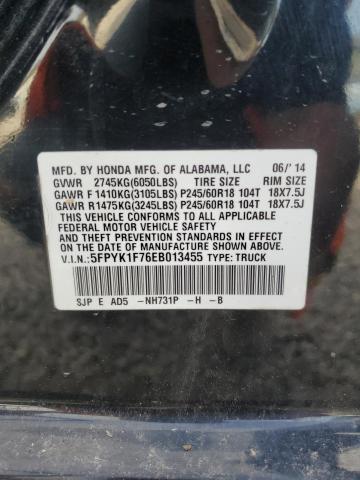 MFD. BY HONDA MFG. OF ALABAMA, LLC 06/'14
GVWR 2745KG(6050LBS) TIRE SIZE RIM SIZE
GAWR F 1410KG(3105LBS) P245/60R18 104T 18X7.5J
GAWR R 1475KG(3245LBS) P245/60R18 104T 18X7.5J
THIS VEHICLE CONFORMS TO ALL APPLICABLE
FEDERAL MOTOR VEHICLE SAFETY
AND THEFT PREVENTION STANDARDS IN EFFECT
ON THE DATE OF MANUFACTURE SHOWN ABOVE.
V.I.N.: 5FPYK1F76EB013455 TYPE: TRUCK
SJP E AD5 -NH731P -H -B